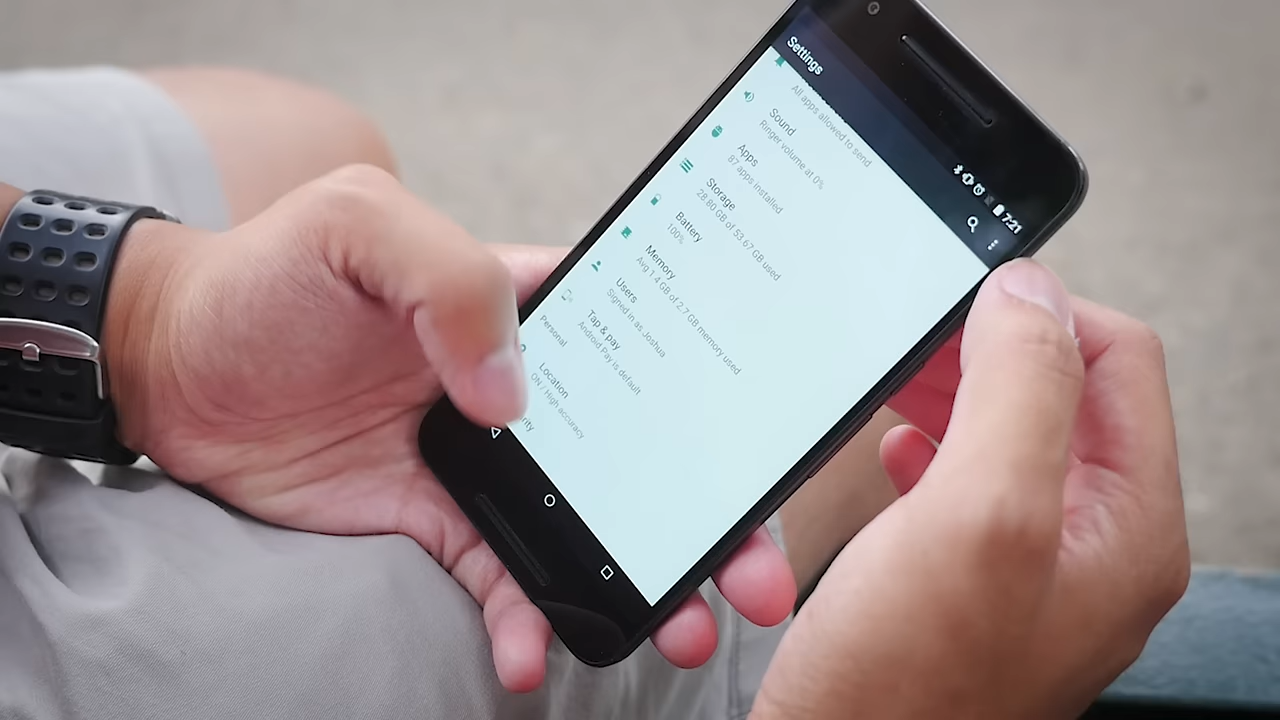 7:21
Settings
All apps allowed to send
Sound
Ringer volume at 0%
Apps
87 apps installed
Storage
28.80 GB of 53.67 GB used
Battery
100%
Memory
Avg 1.4 GB of 2.7 GB memory used
Users
Signed in as Joshua
Tap & pay
Android Pay is default
Personal
Location
ON / High accuracy